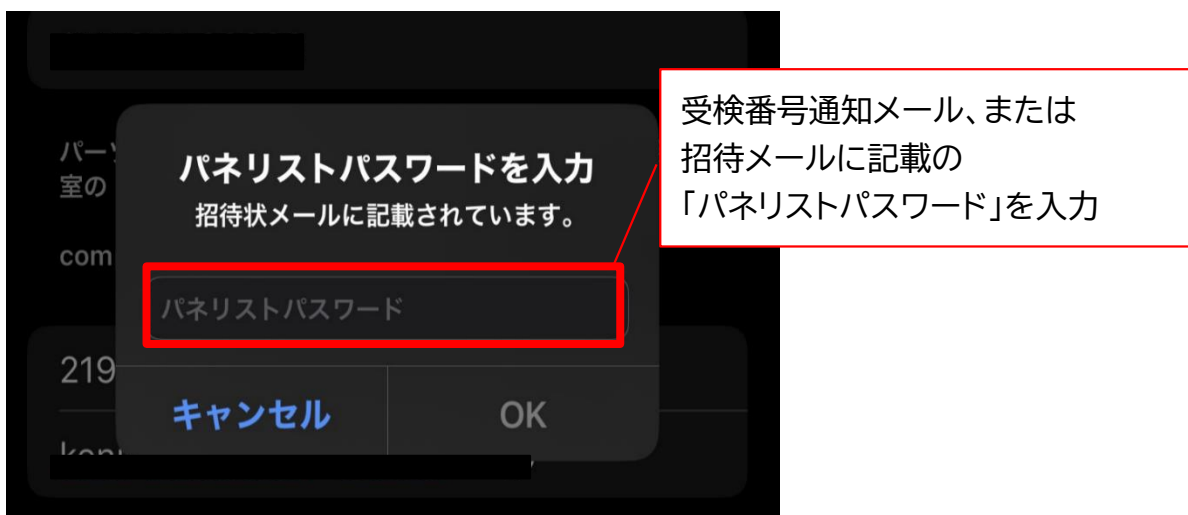 受検番号通知メール、または
招待メールに記載の
「パネリストパスワード」を入力
パネリストパスワードを入力
招待状メールに記載されています。
パネリストパスワード
キャンセル
OK
室の
com
219